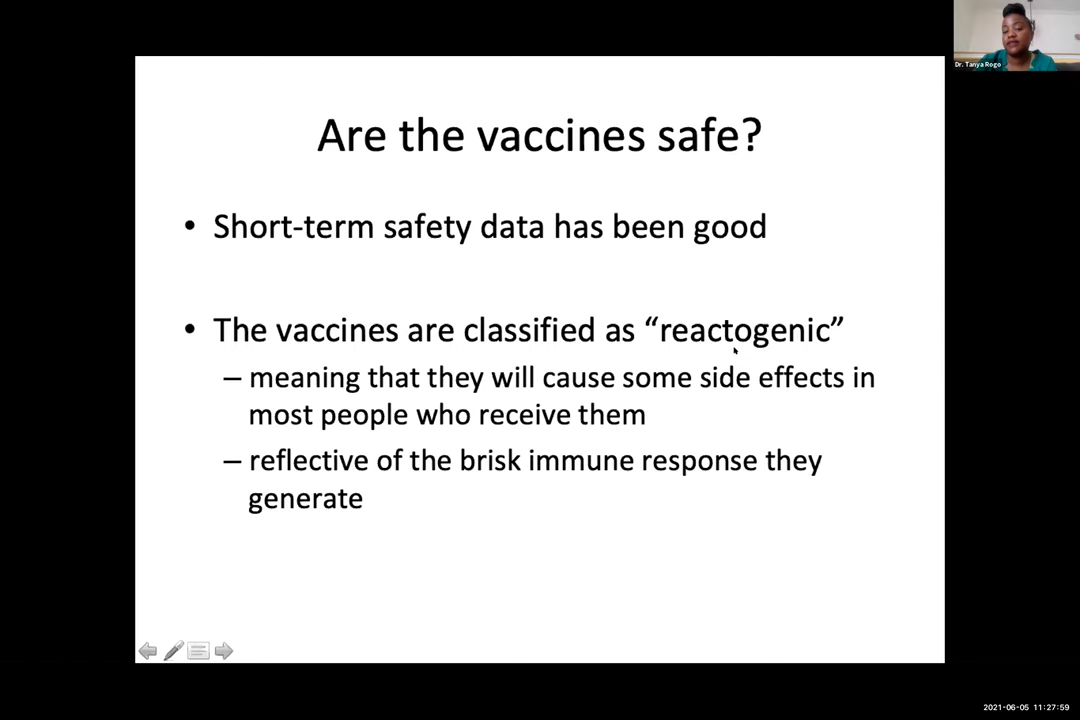 Dr. Tanya Rogo
Are the vaccines safe?
• Short-term safety data has been good
• The vaccines are classified as “reactogenic”
– meaning that they will cause some side effects in
most people who receive them
– reflective of the brisk immune response they
generate
2021-06-05 11:27:59